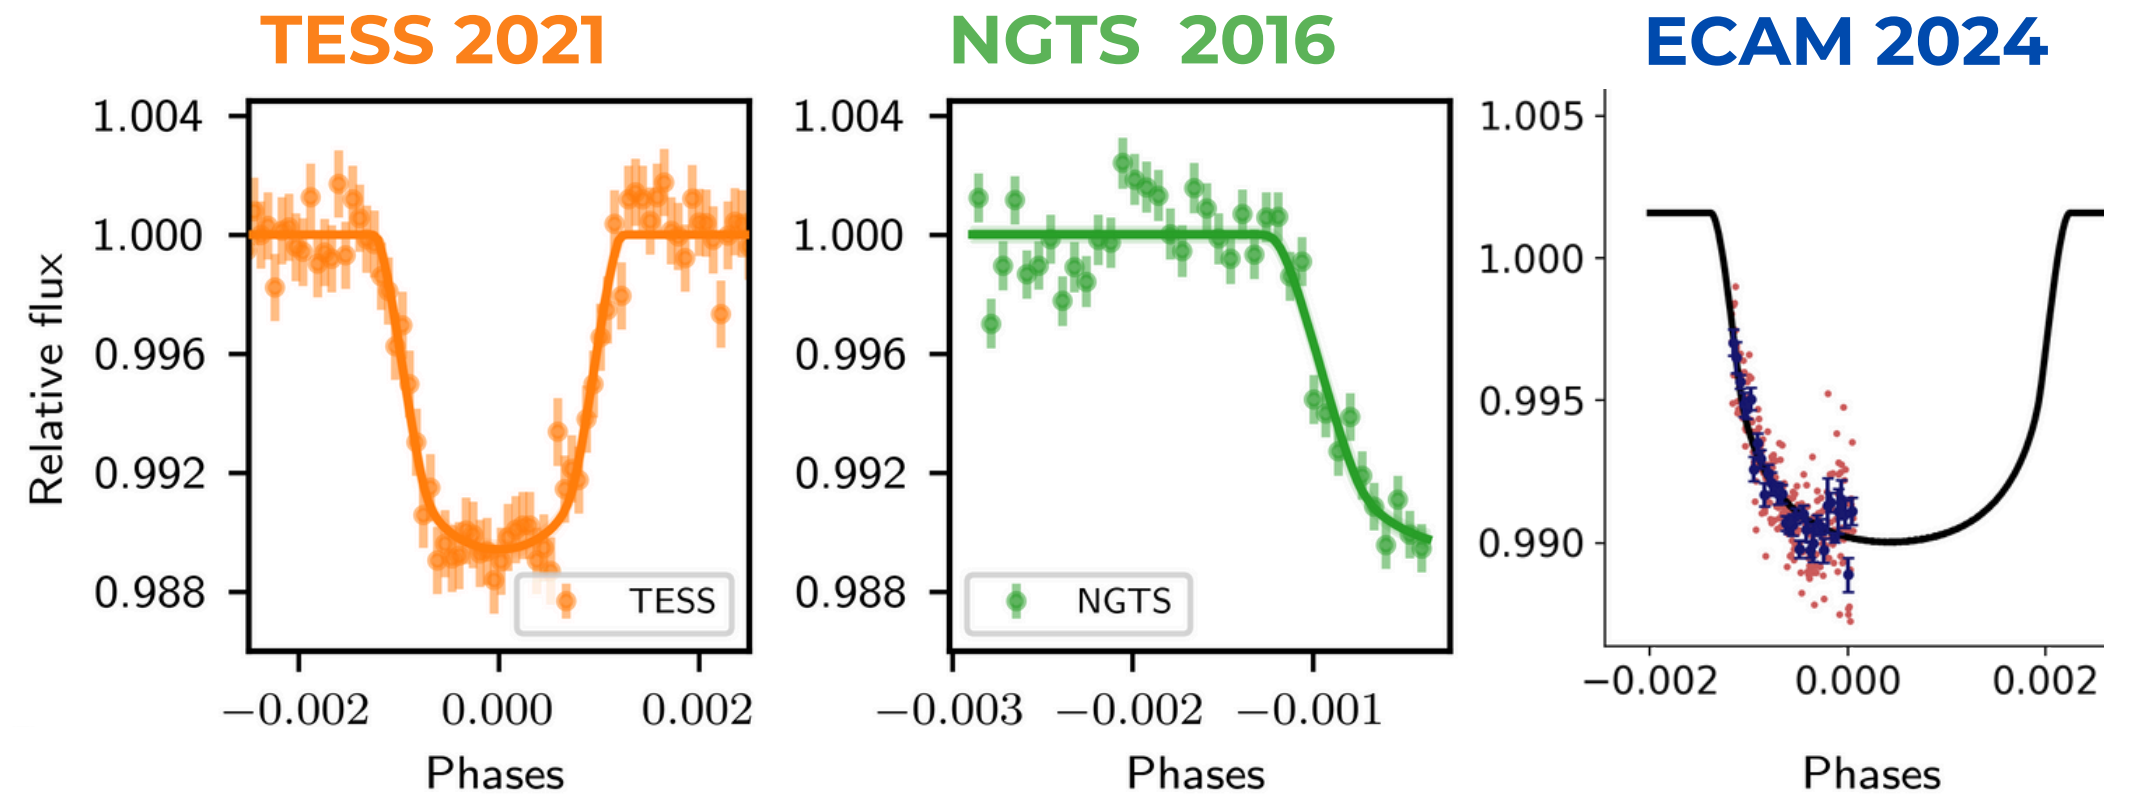 TESS 2021
NGTS 2016
ECAM 2024
Relative flux
1.004
1.000
0.996
0.992
0.988
TESS
−0.002 0.000 0.002
Phases
1.004
1.000
0.996
0.992
0.988
NGTS
−0.003 −0.002 −0.001
Phases
1.005
1.000
0.995
0.990
−0.002 0.000 0.002
Phases